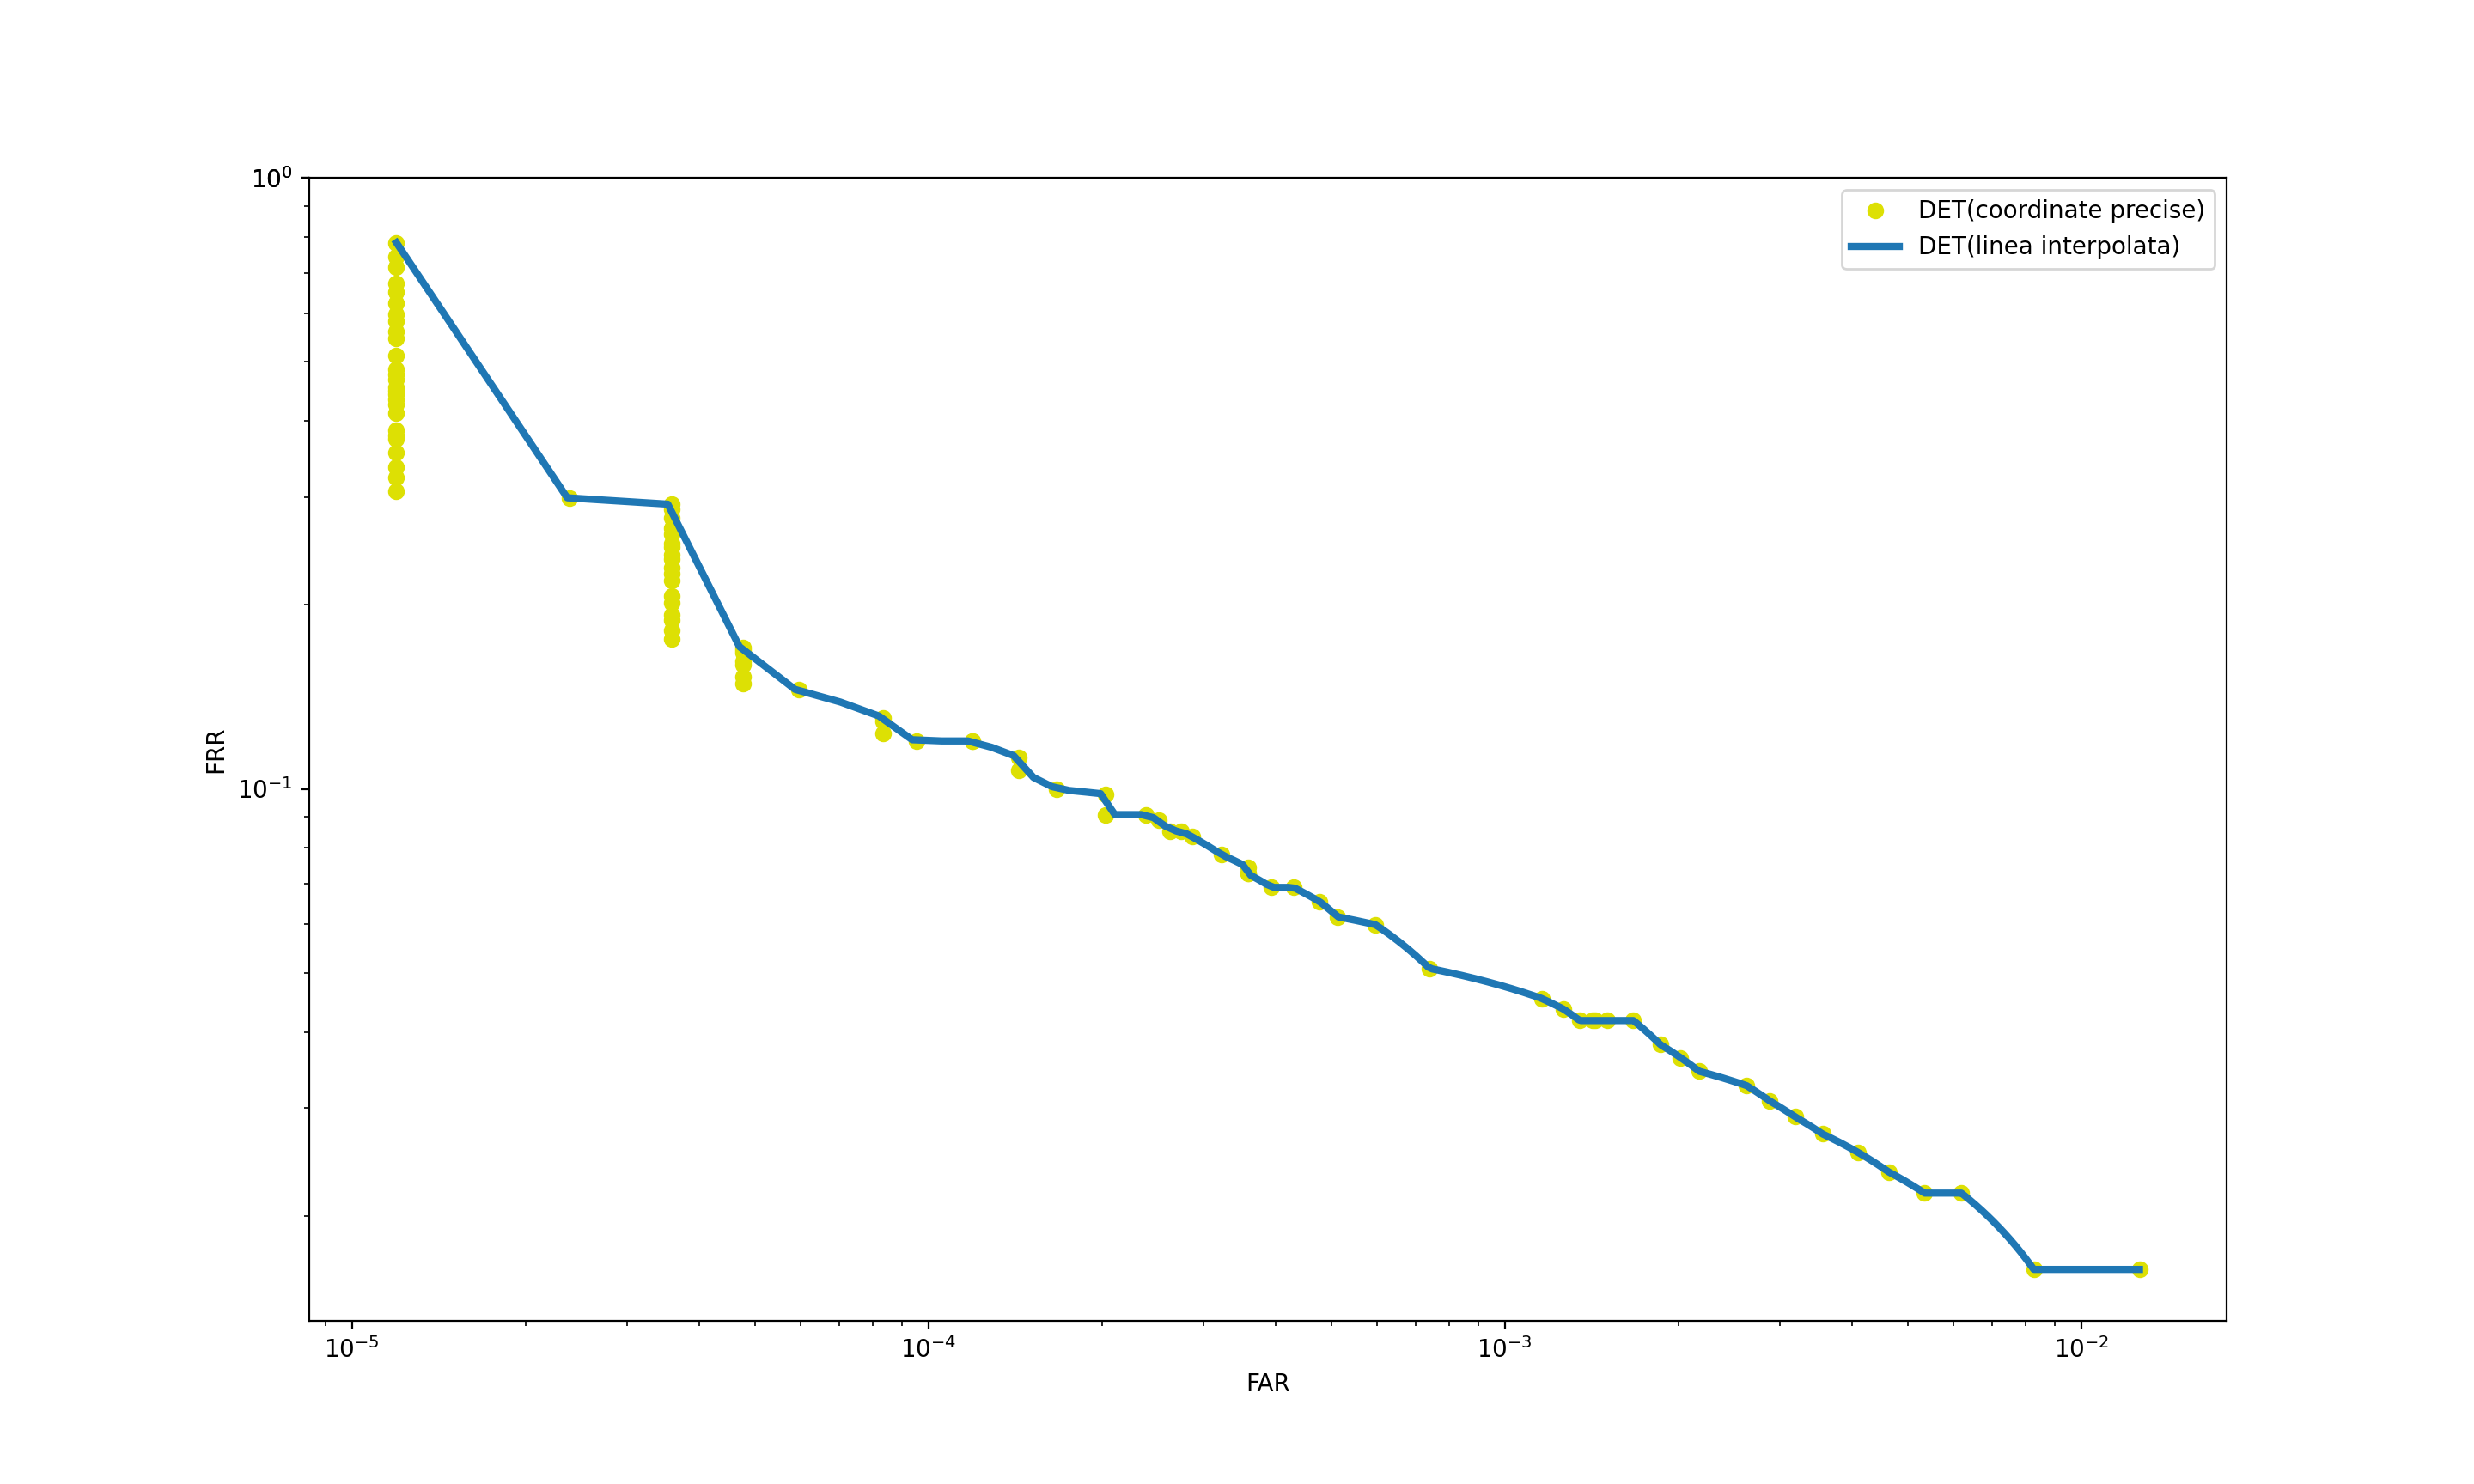 10⁰
DET(coordinate precise)
DET(linea interpolata)
FRR
10⁻¹
10⁻⁵
10⁻⁴
10⁻³
10⁻²
FAR